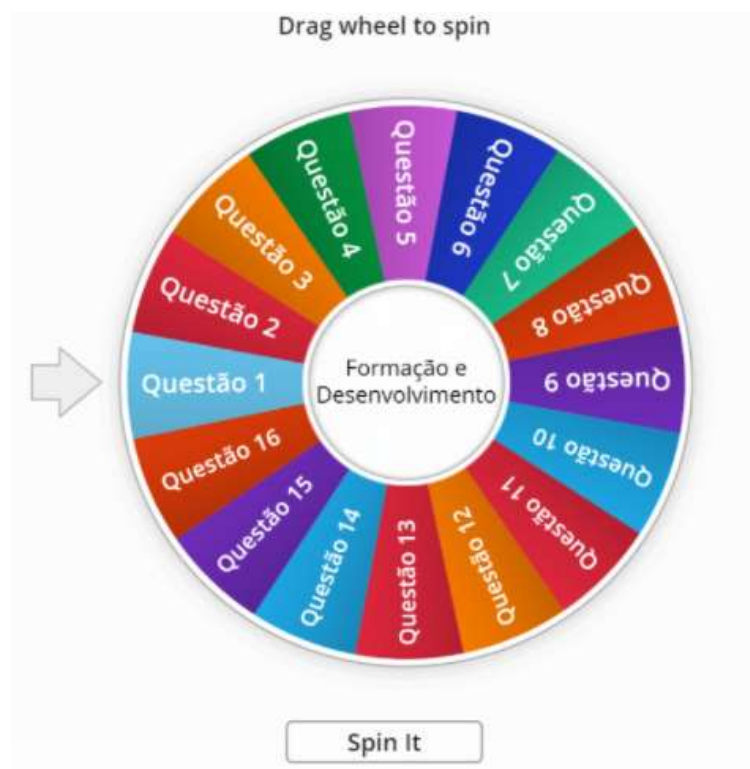 Drag wheel to spin
Questão 1
Questão 2
Questão 3
Questão 4
Questão 5
Questão 6
Questão 7
Questão 8
Questão 9
Questão 10
Questão 11
Questão 12
Questão 13
Questão 14
Questão 15
Questão 16
Formação e
Desenvolvimento
Spin It